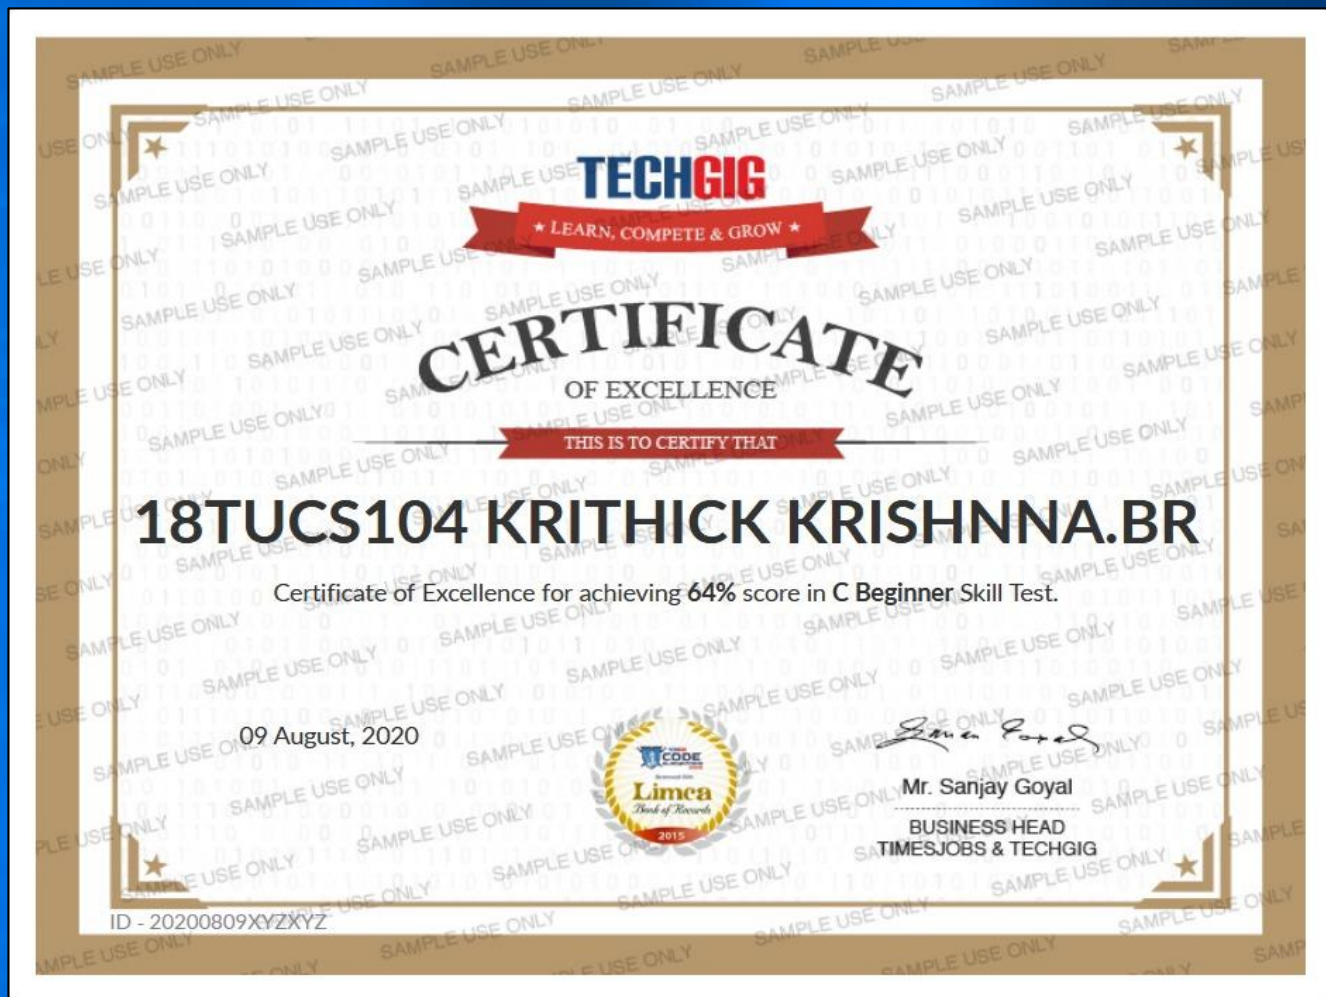 TECHGIG
★ LEARN, COMPETE & GROW ★
CERTIFICATE
OF EXCELLENCE
THIS IS TO CERTIFY THAT
18TUCS104 KRITHICK KRISHNNA.BR
Certificate of Excellence for achieving 64% score in C Beginner Skill Test.
09 August, 2020
CODE
Limca
Book of Records
2015
Mr. Sanjay Goyal
BUSINESS HEAD
TIMESJOBS & TECHGIG
ID - 20200809XYZXYZ
SAMPLE USE ONLY